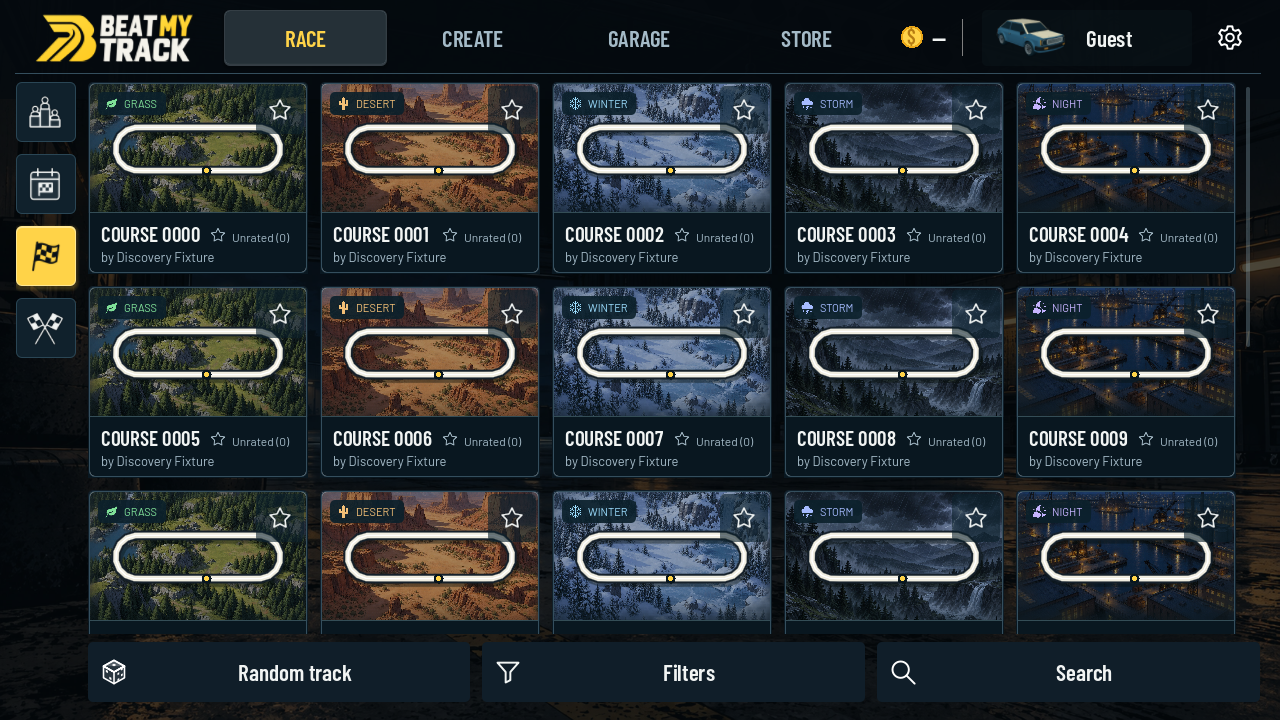 BEAT MY TRACK
RACE
CREATE
GARAGE
STORE
–
Guest
GRASS
DESERT
WINTER
STORM
NIGHT
COURSE 0000 Unrated (0)
by Discovery Fixture
COURSE 0001 Unrated (0)
by Discovery Fixture
COURSE 0002 Unrated (0)
by Discovery Fixture
COURSE 0003 Unrated (0)
by Discovery Fixture
COURSE 0004 Unrated (0)
by Discovery Fixture
GRASS
DESERT
WINTER
STORM
NIGHT
COURSE 0005 Unrated (0)
by Discovery Fixture
COURSE 0006 Unrated (0)
by Discovery Fixture
COURSE 0007 Unrated (0)
by Discovery Fixture
COURSE 0008 Unrated (0)
by Discovery Fixture
COURSE 0009 Unrated (0)
by Discovery Fixture
GRASS
DESERT
WINTER
STORM
NIGHT
Random track
Filters
Search